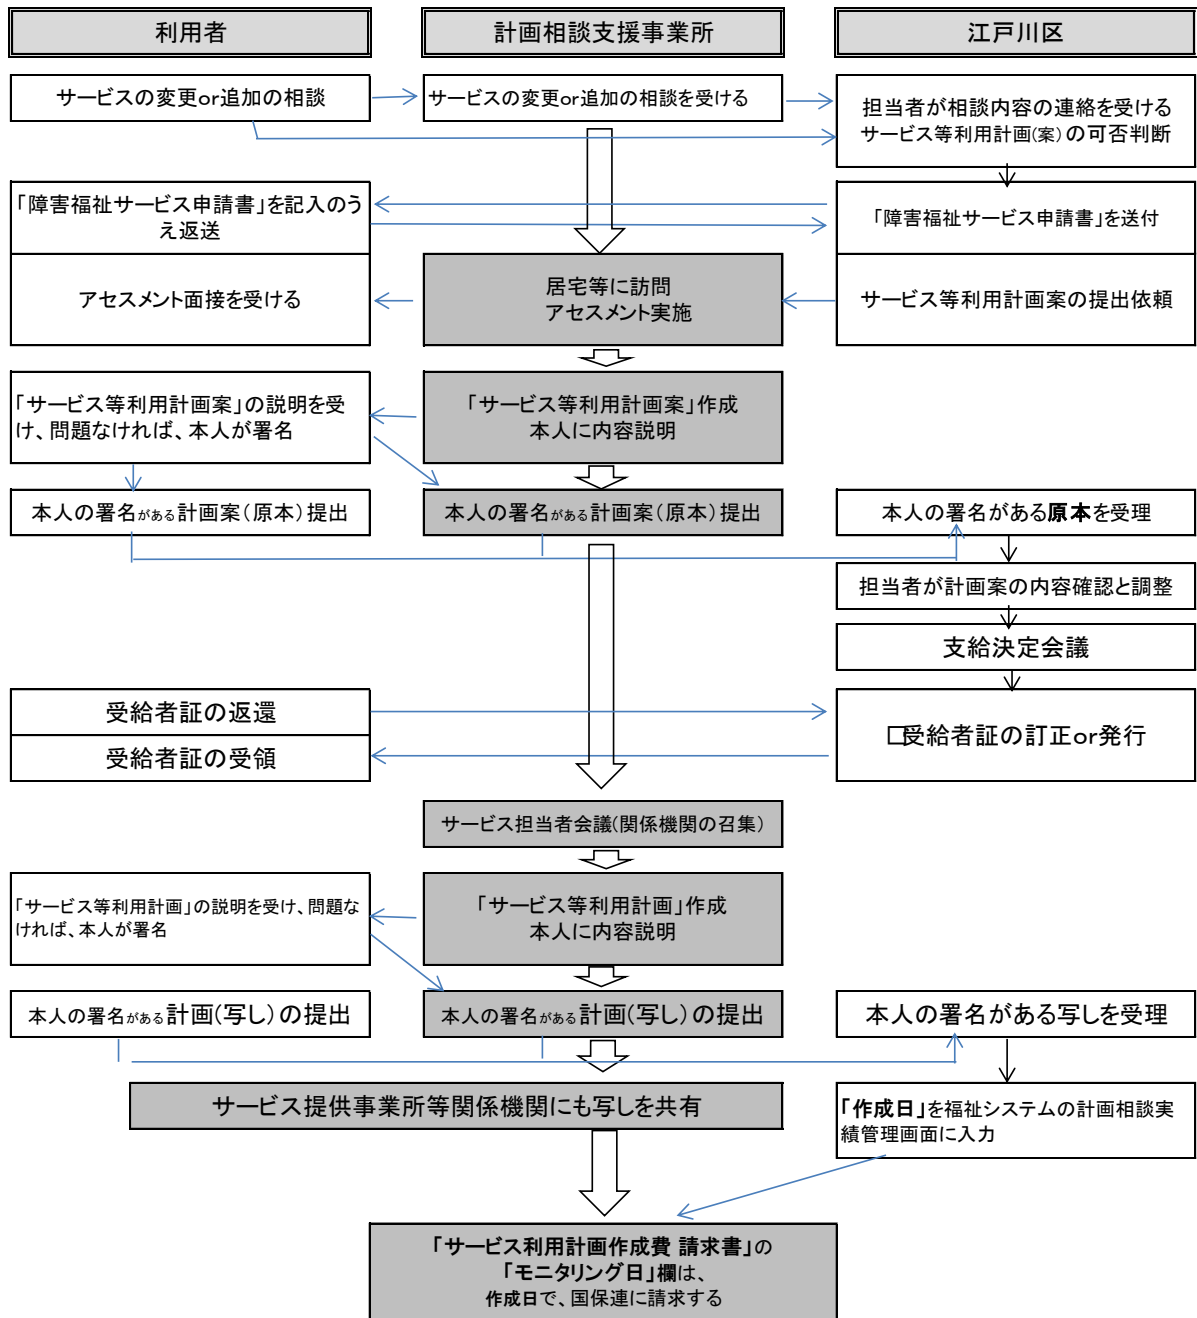 利用者
計画相談支援事業所
江戸川区
サービスの変更or追加の相談
サービスの変更or追加の相談を受ける
担当者が相談内容の連絡を受ける
サービス等利用計画(案)の可否判断
「障害福祉サービス申請書」を記入のう
え返送
「障害福祉サービス申請書」を送付
アセスメント面接を受ける
居宅等に訪問
アセスメント実施
サービス等利用計画案の提出依頼
「サービス等利用計画案」の説明を受
け、問題なければ、本人が署名
「サービス等利用計画案」作成
本人に内容説明
本人の署名がある計画案(原本)提出
本人の署名がある計画案(原本)提出
本人の署名がある原本を受理
担当者が計画案の内容確認と調整
支給決定会議
受給者証の返還
受給者証の受領
□受給者証の訂正or発行
サービス担当者会議(関係機関の召集)
「サービス等利用計画」の説明を受け、問題な
ければ、本人が署名
「サービス等利用計画」作成
本人に内容説明
本人の署名がある計画(写し)の提出
本人の署名がある計画(写し)の提出
本人の署名がある写しを受理
サービス提供事業所等関係機関にも写しを共有
「作成日」を福祉システムの計画相談実
績管理画面に入力
「サービス利用計画作成費 請求書」の
「モニタリング日」欄は、
作成日で、国保連に請求する